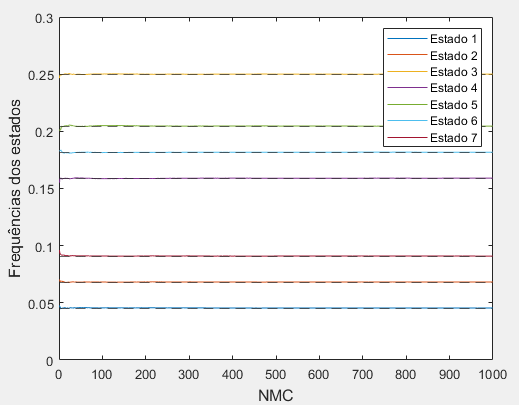 0.3
0.25
0.2
0.15
0.1
0.05
0
Frequências dos estados
Estado 1
Estado 2
Estado 3
Estado 4
Estado 5
Estado 6
Estado 7
0 100 200 300 400 500 600 700 800 900 1000
NMC